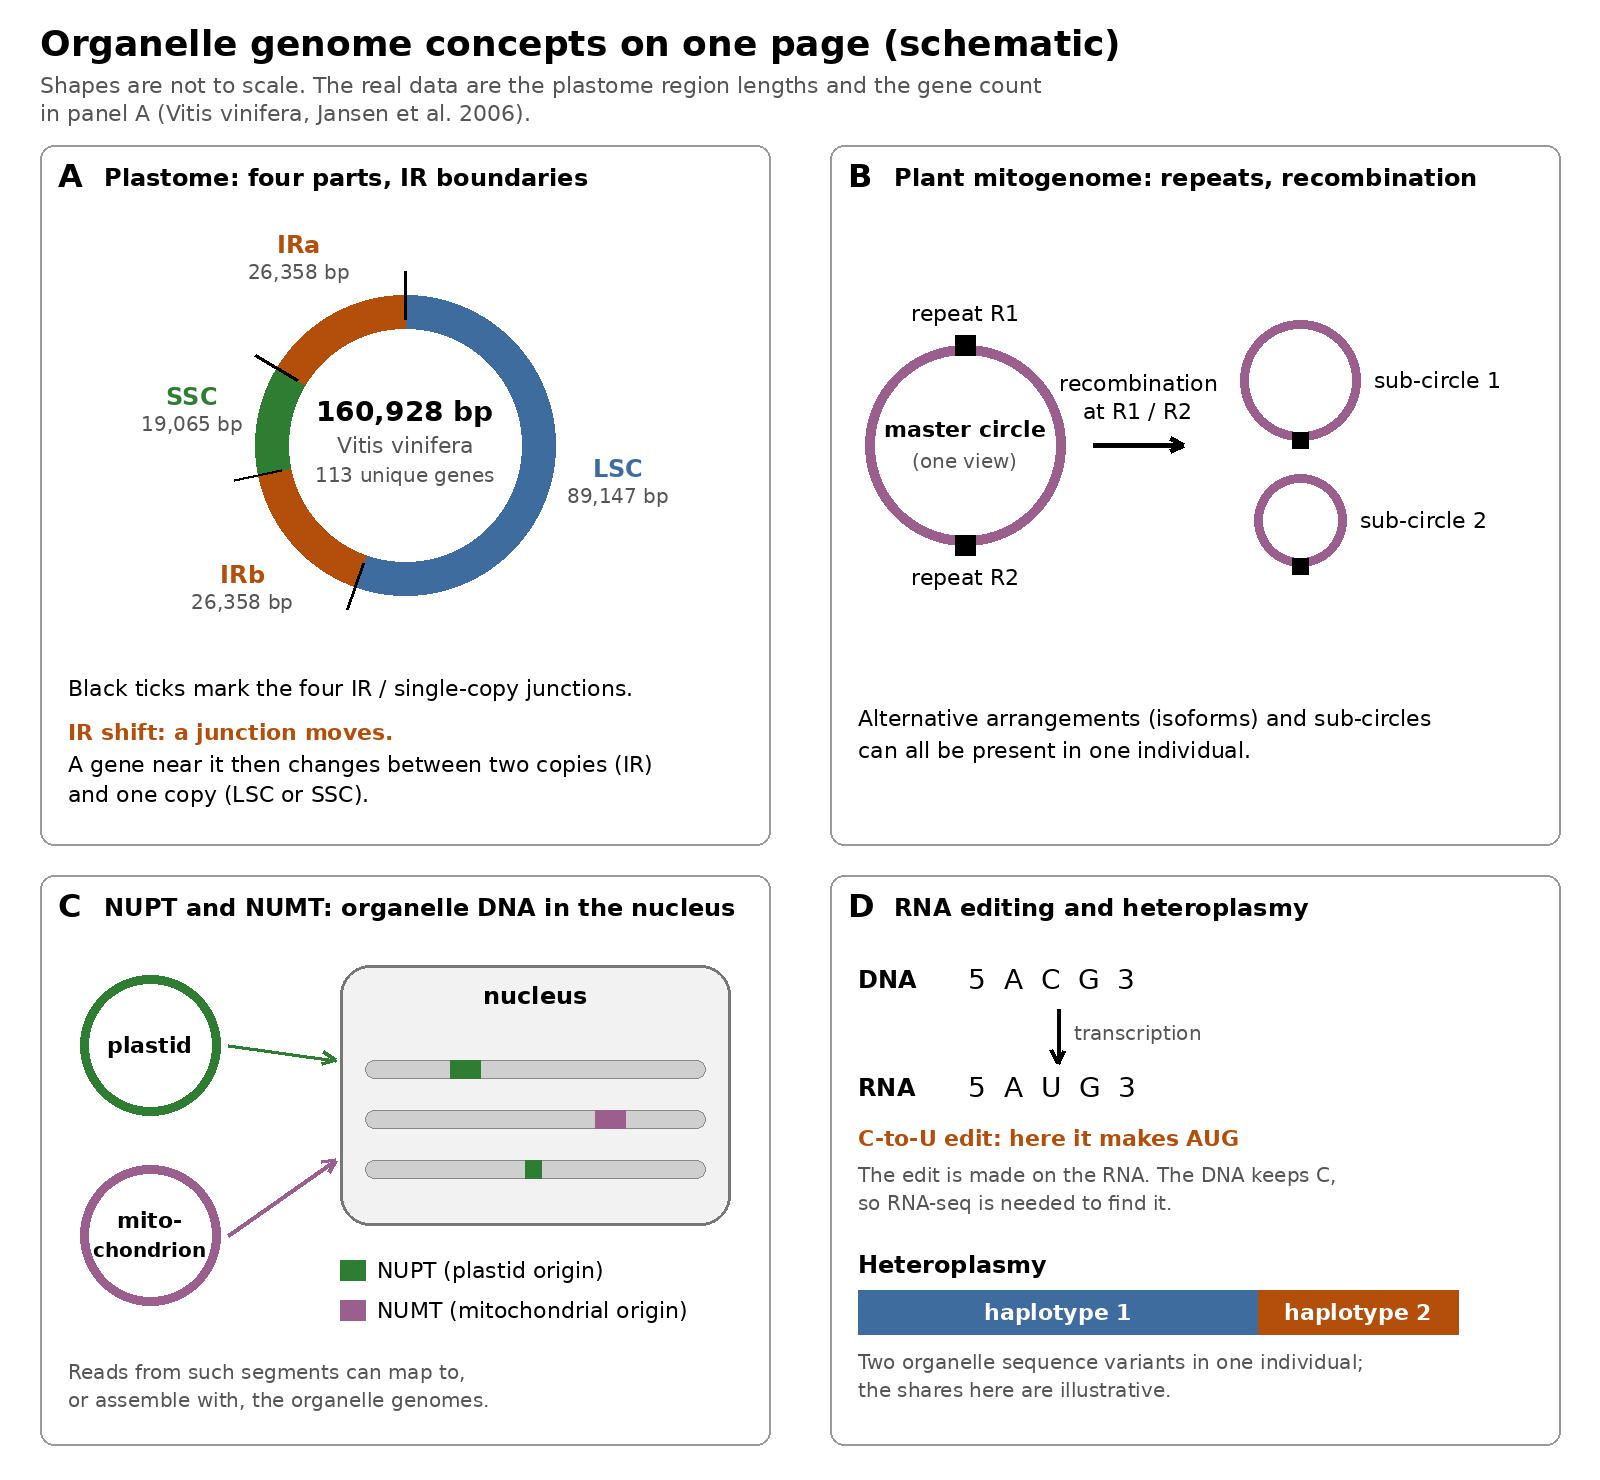 Organelle genome concepts on one page (schematic)
Shapes are not to scale. The real data are the plastome region lengths and the gene count
in panel A (Vitis vinifera, Jansen et al. 2006).
A Plastome: four parts, IR boundaries
IRa
26,358 bp
SSC
19,065 bp
160,928 bp
Vitis vinifera
113 unique genes
LSC
89,147 bp
IRb
26,358 bp
Black ticks mark the four IR / single-copy junctions.
IR shift: a junction moves.
A gene near it then changes between two copies (IR)
and one copy (LSC or SSC).
B Plant mitogenome: repeats, recombination
repeat R1
master circle
(one view)
repeat R2
recombination
at R1 / R2
sub-circle 1
sub-circle 2
Alternative arrangements (isoforms) and sub-circles
can all be present in one individual.
C NUPT and NUMT: organelle DNA in the nucleus
plastid
mito-
chondrion
nucleus
NUPT (plastid origin)
NUMT (mitochondrial origin)
Reads from such segments can map to,
or assemble with, the organelle genomes.
D RNA editing and heteroplasmy
DNA 5 A C G 3
transcription
RNA 5 A U G 3
C-to-U edit: here it makes AUG
The edit is made on the RNA. The DNA keeps C,
so RNA-seq is needed to find it.
Heteroplasmy
haplotype 1 haplotype 2
Two organelle sequence variants in one individual;
the shares here are illustrative.